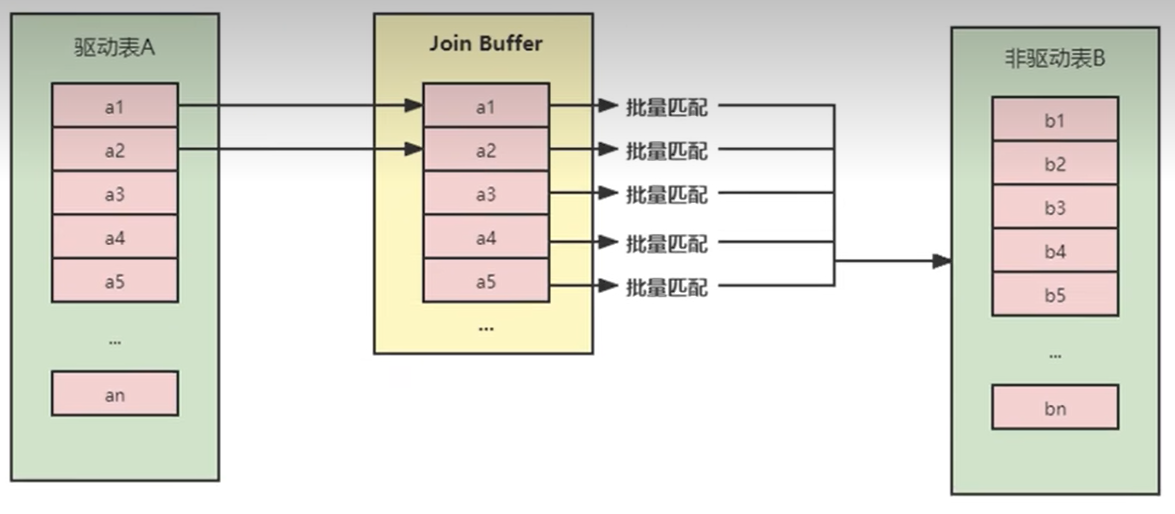 驱动表A
a1
a2
a3
a4
a5
...
an
Join Buffer
a1
a2
a3
a4
a5
...
批量匹配
批量匹配
批量匹配
批量匹配
批量匹配
非驱动表B
b1
b2
b3
b4
b5
...
bn